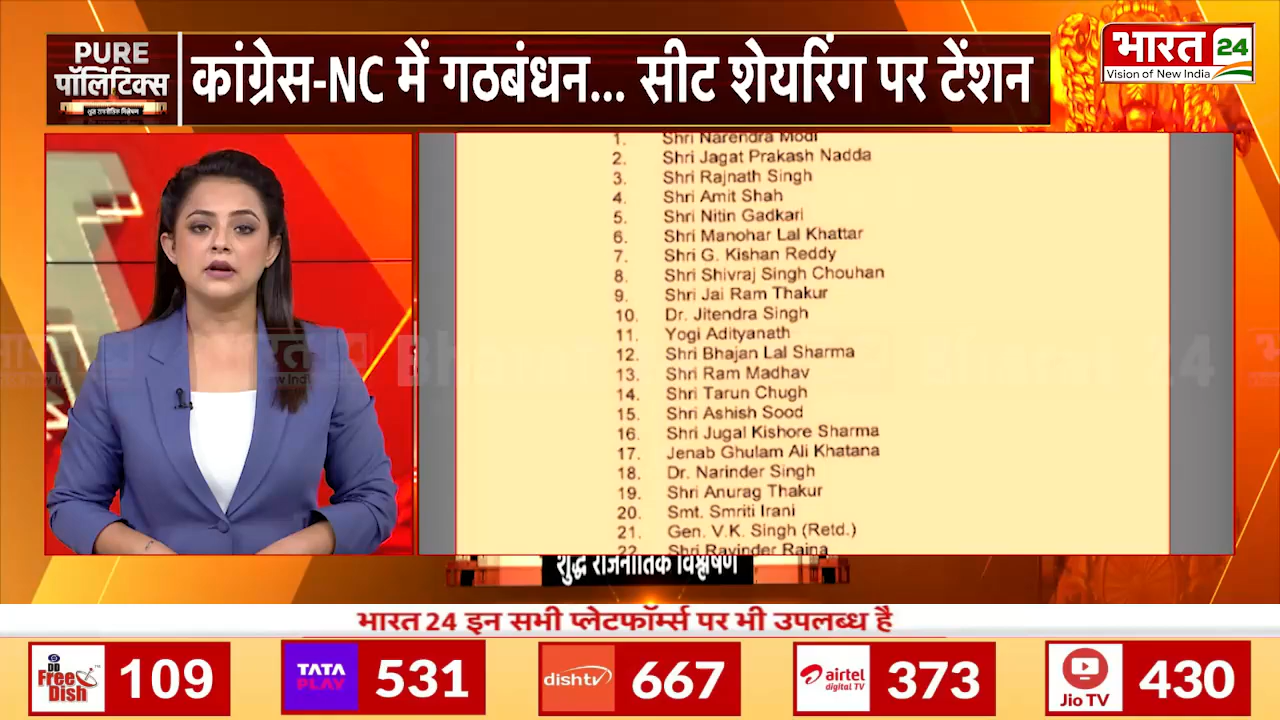 PURE
पॉलिटिक्स
शुद्ध राजनीतिक विश्लेषण
कांग्रेस-NC में गठबंधन... सीट शेयरिंग पर टेंशन
भारत 24
Vision of New India
1. Shri Narendra Modi
2. Shri Jagat Prakash Nadda
3. Shri Rajnath Singh
4. Shri Amit Shah
5. Shri Nitin Gadkari
6. Shri Manohar Lal Khattar
7. Shri G. Kishan Reddy
8. Shri Shivraj Singh Chouhan
9. Shri Jai Ram Thakur
10. Dr. Jitendra Singh
11. Yogi Adityanath
12. Shri Bhajan Lal Sharma
13. Shri Ram Madhav
14. Shri Tarun Chugh
15. Shri Ashish Sood
16. Shri Jugal Kishore Sharma
17. Jenab Ghulam Ali Khatana
18. Dr. Narinder Singh
19. Shri Anurag Thakur
20. Smt. Smriti Irani
21. Gen. V.K. Singh (Retd.)
22. Shri Ravinder Raina
शुद्ध राजनीतिक विश्लेषण
भारत 24 इन सभी प्लेटफॉर्म्स पर भी उपलब्ध है
DD Free Dish 109
TATA PLAY 531
dishtv 667
airtel digital TV 373
JioTV 430